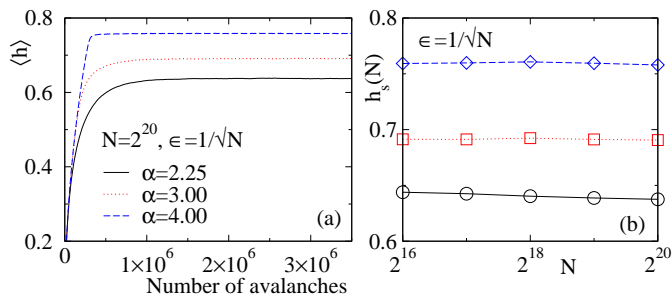 0.8
0.6
0.4
0.2
⟨h⟩
N=2^20, ϵ=1/√N
α=2.25
α=3.00
α=4.00
(a)
0 1×10^6 2×10^6 3×10^6
Number of avalanches
0.8
0.7
0.6
h_s(N)
ϵ=1/√N
(b)
2^16 2^18 2^20
N